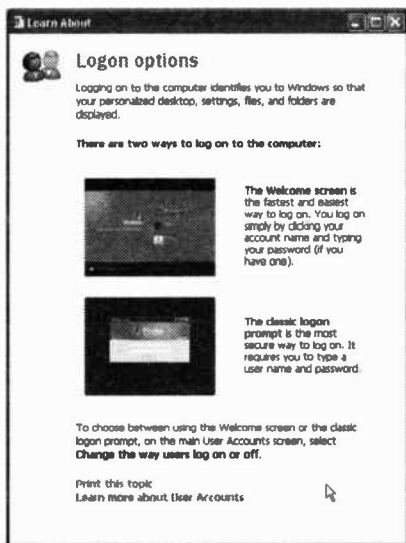 Learn About
Logon options
Logging on to the computer identifies you to Windows so that
your personalized desktop, settings, files, and folders are
displayed.
There are two ways to log on to the computer:
The Welcome screen is
the fastest and easiest
way to log on. You log on
simply by clicking your
account name and typing
your password (if you
have one).
The classic logon
prompt is the most
secure way to log on. It
requires you to type a
user name and password.
To choose between using the Welcome screen or the classic
logon prompt, on the main User Accounts screen, select
Change the way users log on or off.
Print this topic
Learn more about User Accounts